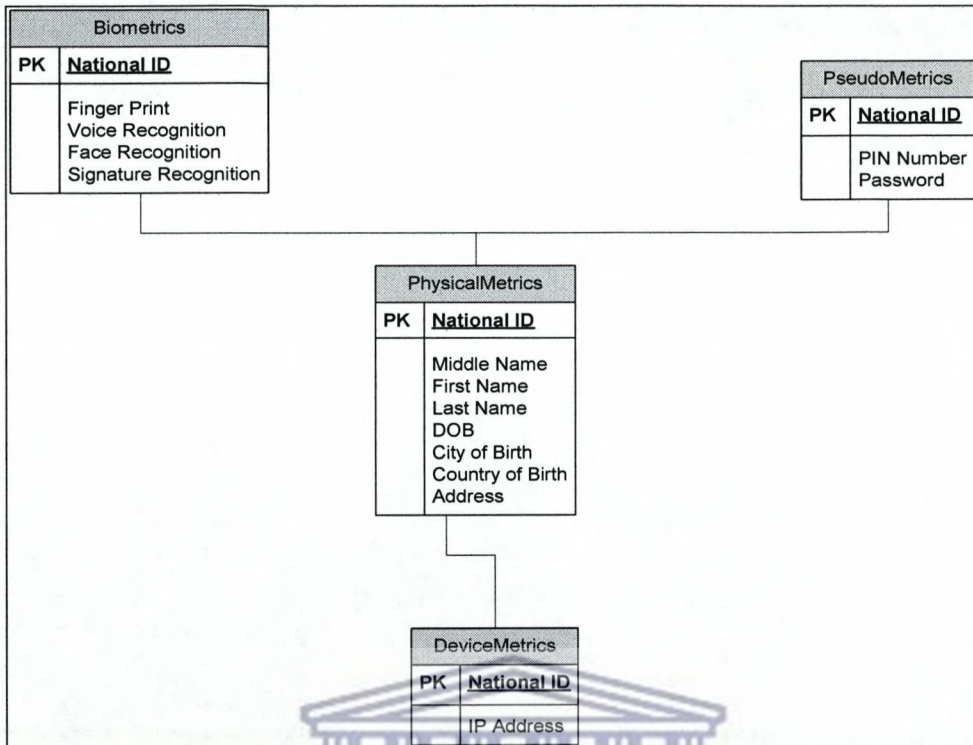 Biometrics
PK National ID
Finger Print
Voice Recognition
Face Recognition
Signature Recognition
PseudoMetrics
PK National ID
PIN Number
Password
PhysicalMetrics
PK National ID
Middle Name
First Name
Last Name
DOB
City of Birth
Country of Birth
Address
DeviceMetrics
PK National ID
IP Address